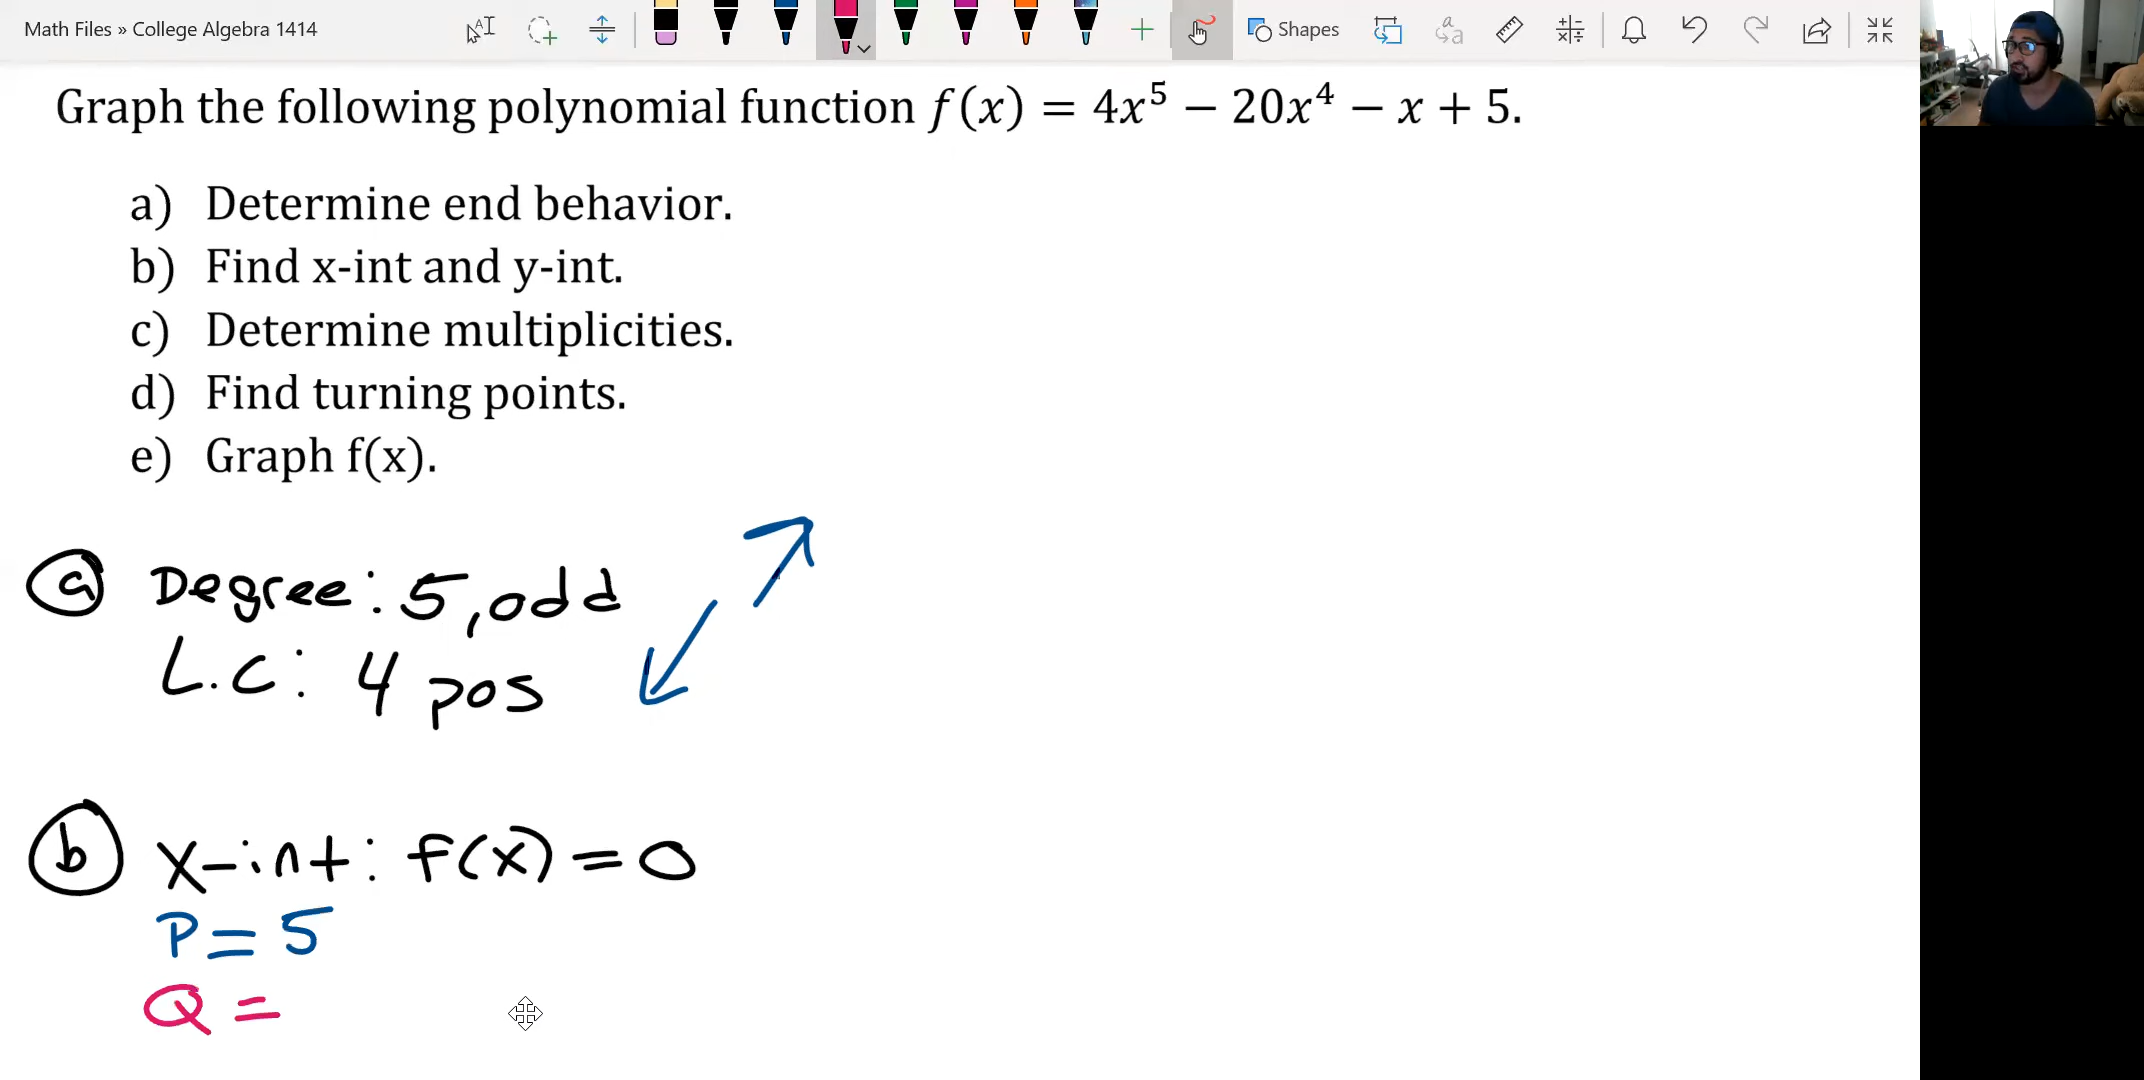 Math Files » College Algebra 1414
Shapes
Graph the following polynomial function f(x) = 4x⁵ − 20x⁴ − x + 5.
a) Determine end behavior.
b) Find x-int and y-int.
c) Determine multiplicities.
d) Find turning points.
e) Graph f(x).
a Degree: 5, odd
L.C: 4 pos
b x-int: f(x) = 0
P = 5
Q =